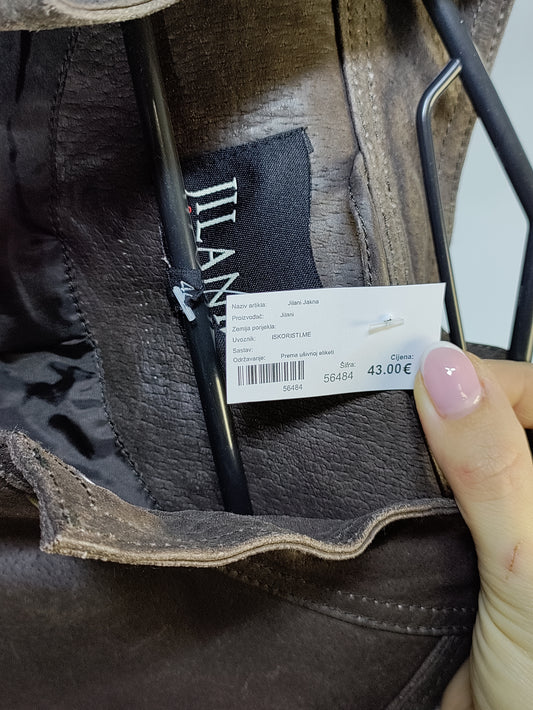 JILANI
Naziv artikla: Jilani Jakna
Proizvođač: Jilani
Zemlja porijekla:
Uvoznik: ISKORISTI.ME
Sastav:
Održavanje: Prema ušivnoj etiketi
Šifra: Cijena:
56484 56484 43.00€